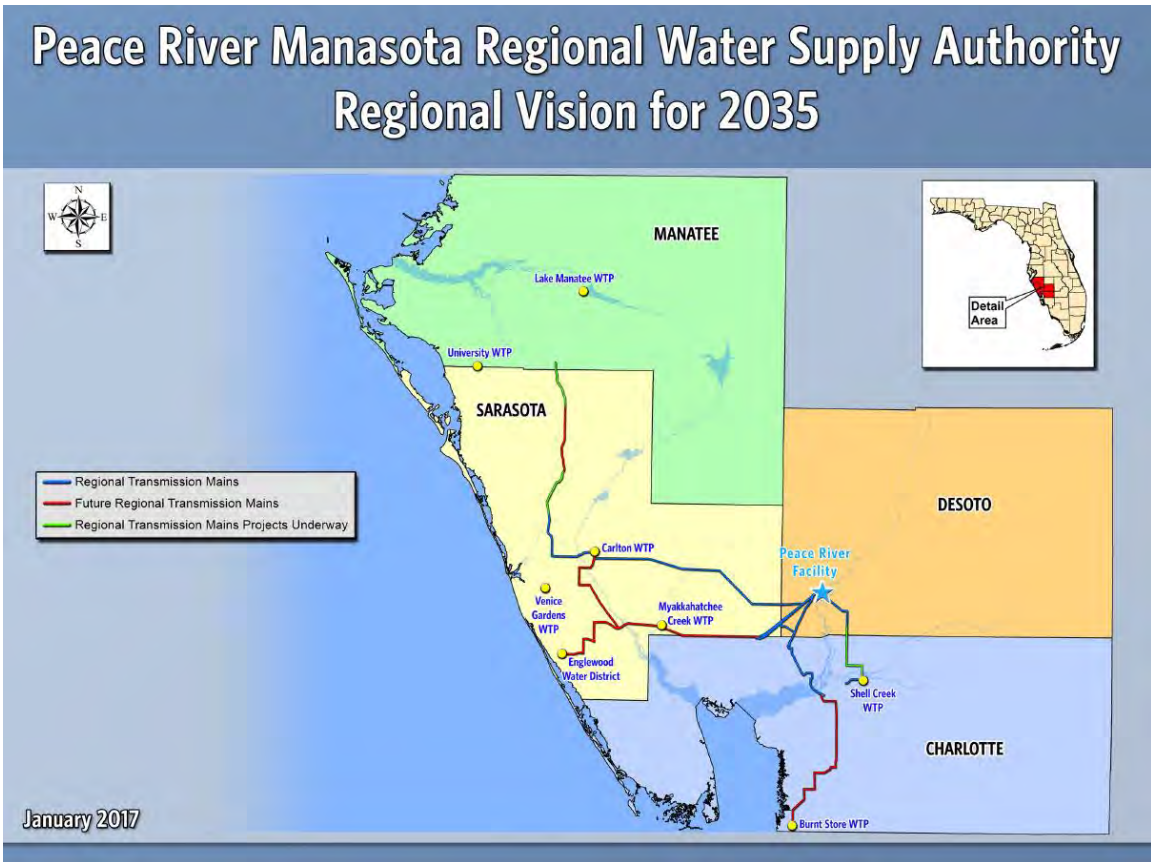 Peace River Manasota Regional Water Supply Authority
Regional Vision for 2035
N
W E
S
MANATEE
Lake Manatee WTP
Detail
Area
University WTP
SARASOTA
Regional Transmission Mains
Future Regional Transmission Mains
Regional Transmission Mains Projects Underway
DESOTO
Carlton WTP
Peace River
Facility
Venice
Gardens
WTP
Myakkahatchee
Creek WTP
Englewood
Water District
Shell Creek
WTP
CHARLOTTE
January 2017
Burnt Store WTP